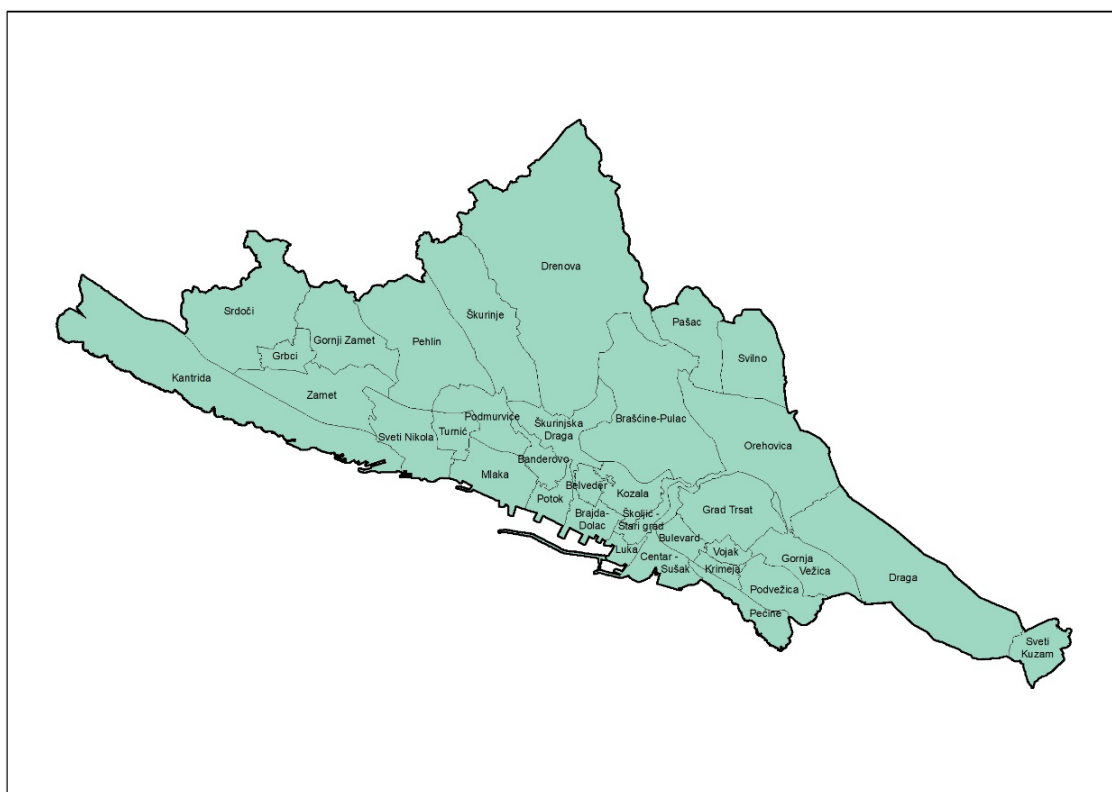 Drenova
Srdoči
Škurinje
Pašac
Gornji Zamet
Pehlin
Grbci
Svilno
Kantrida
Zamet
Podmurvice
Škurinjska
Draga
Brašćine-Pulac
Sveti Nikola
Turnić
Orehovica
Banderovo
Mlaka
Belveder
Potok
Kozala
Brajda-
Dolac
Školjić -
Stari grad
Grad Trsat
Bulevard
Luka
Centar -
Sušak
Vojak
Krimeja
Gornja
Vežica
Draga
Podvežica
Pećine
Sveti
Kuzam